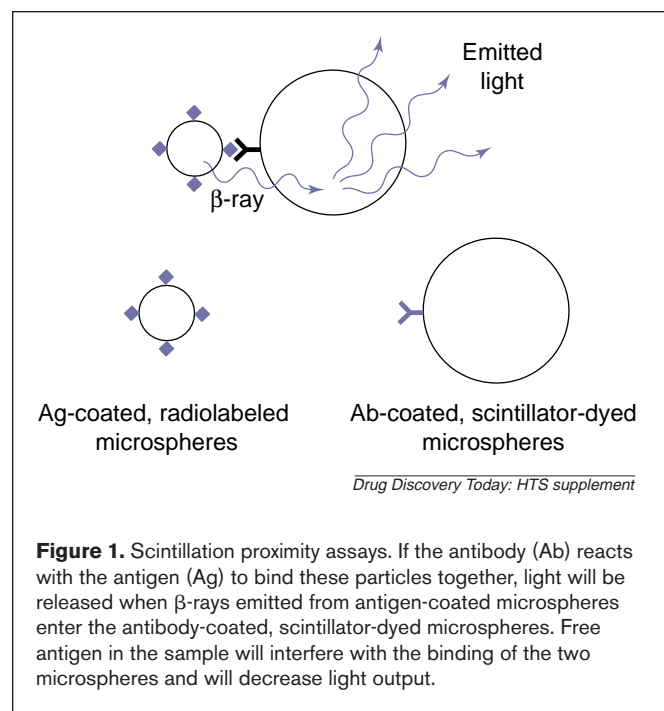 Emitted
light
β-ray
Ag-coated, radiolabeled
microspheres
Ab-coated, scintillator-dyed
microspheres
Drug Discovery Today: HTS supplement
Figure 1. Scintillation proximity assays. If the antibody (Ab) reacts
with the antigen (Ag) to bind these particles together, light will be
released when β-rays emitted from antigen-coated microspheres
enter the antibody-coated, scintillator-dyed microspheres. Free
antigen in the sample will interfere with the binding of the two
microspheres and will decrease light output.